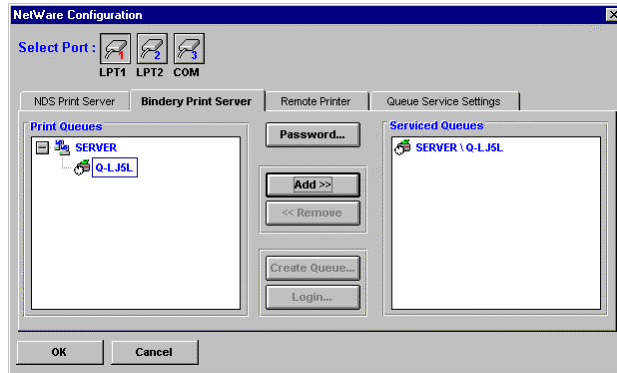 NetWare Configuration
Select Port :
1 2 3
LPT1 LPT2 COM
NDS Print Server Bindery Print Server Remote Printer Queue Service Settings
Print Queues
SERVER
Q-LJ5L
Password...
Add >>
<< Remove
Create Queue...
Login...
Serviced Queues
SERVER \ Q-LJ5L
OK Cancel